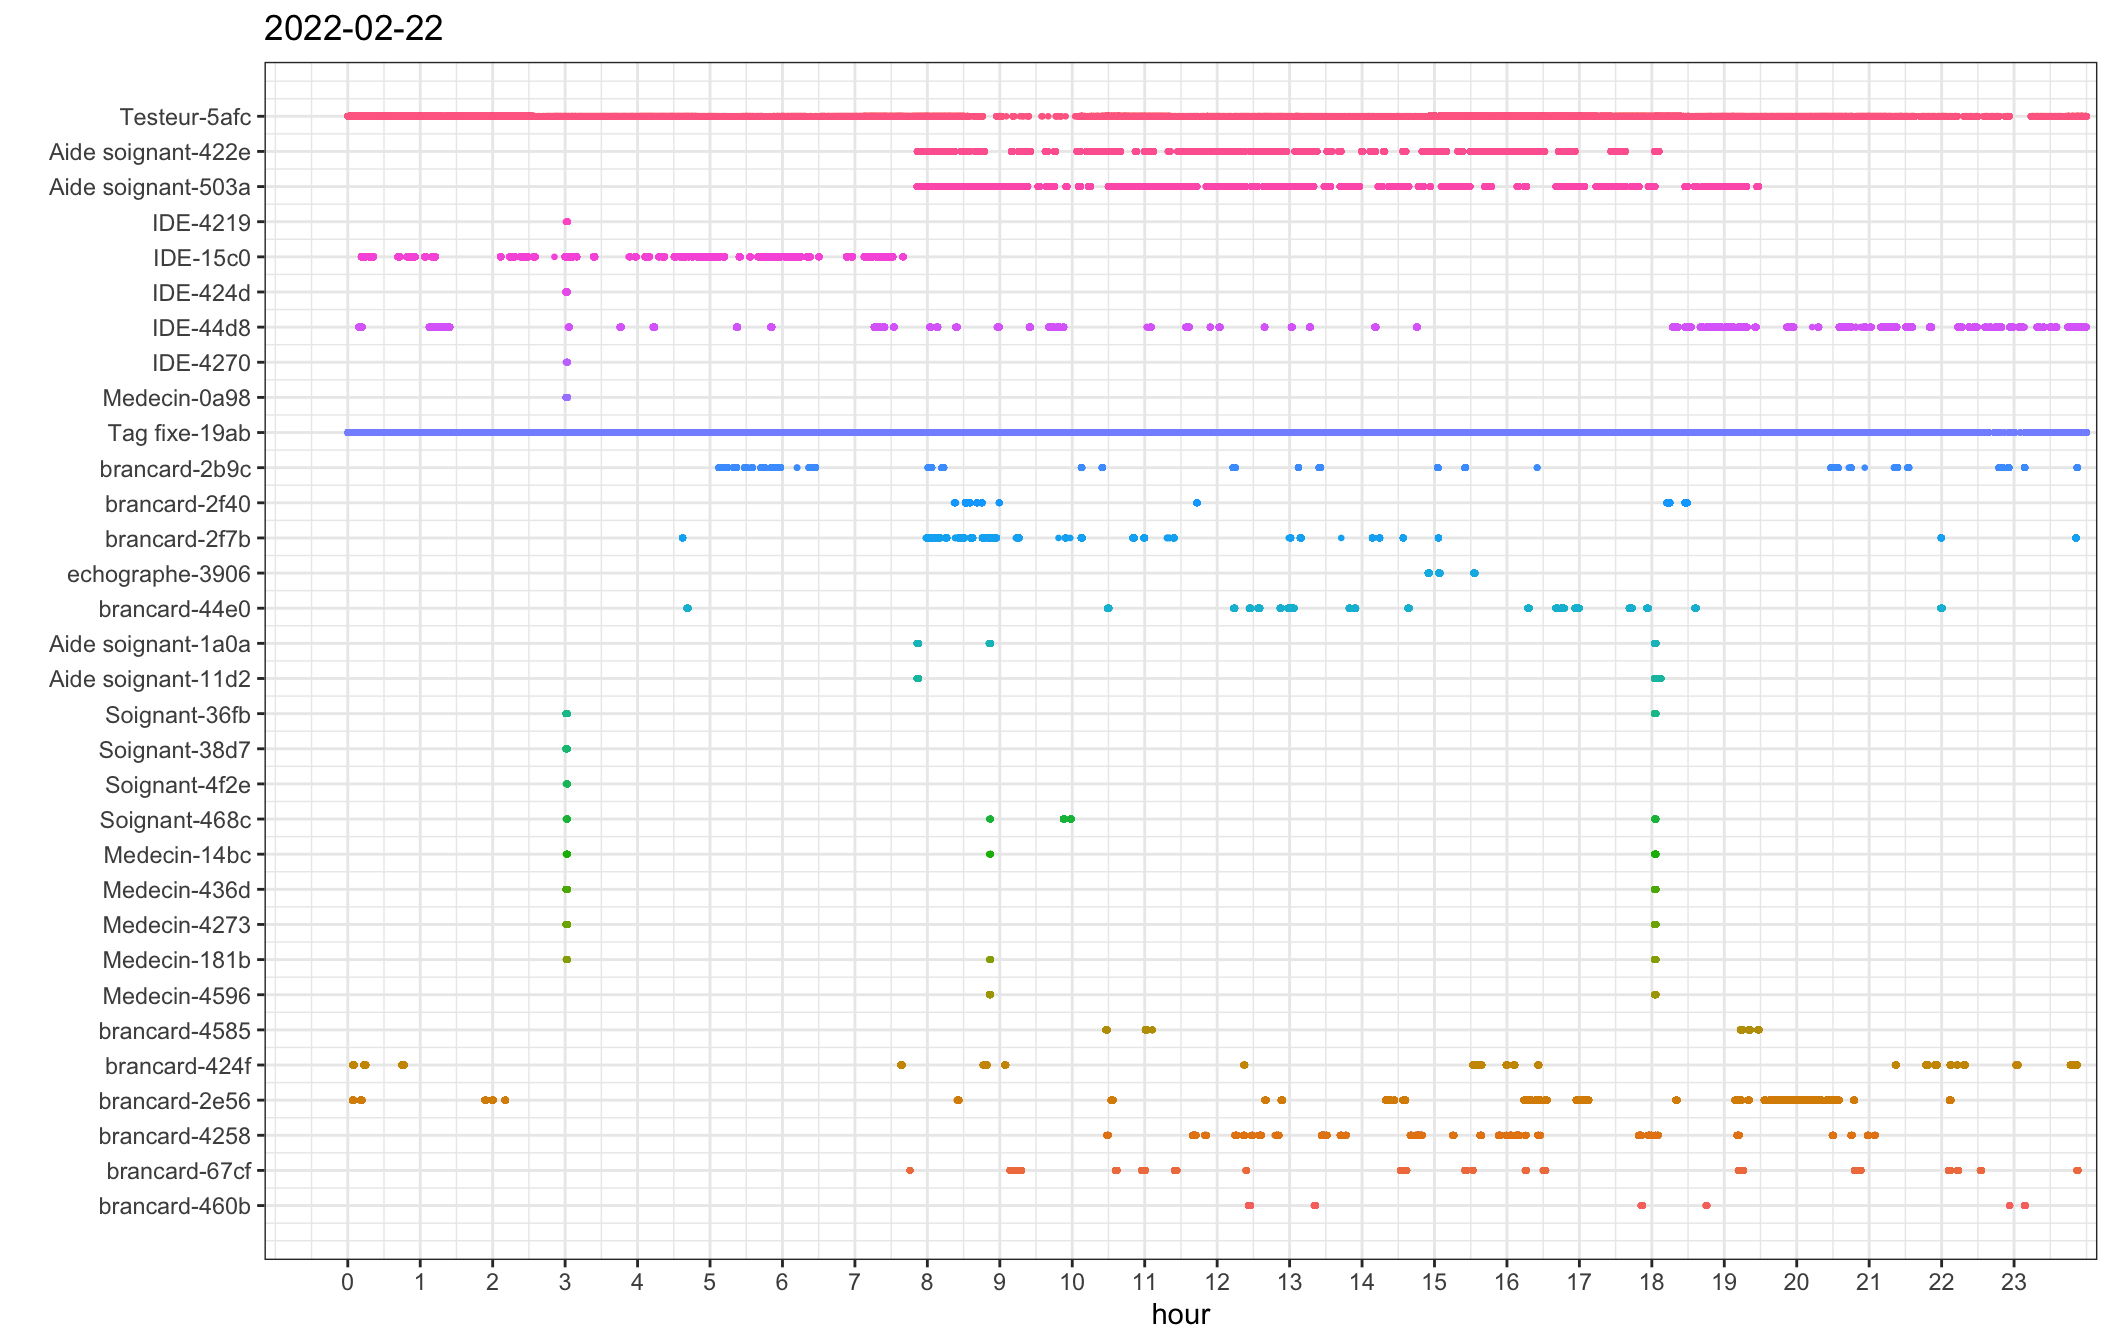 2022-02-22
Testeur-5afc
Aide soignant-422e
Aide soignant-503a
IDE-4219
IDE-15c0
IDE-424d
IDE-44d8
IDE-4270
Medecin-0a98
Tag fixe-19ab
brancard-2b9c
brancard-2f40
brancard-2f7b
echographe-3906
brancard-44e0
Aide soignant-1a0a
Aide soignant-11d2
Soignant-36fb
Soignant-38d7
Soignant-4f2e
Soignant-468c
Medecin-14bc
Medecin-436d
Medecin-4273
Medecin-181b
Medecin-4596
brancard-4585
brancard-424f
brancard-2e56
brancard-4258
brancard-67cf
brancard-460b
0 1 2 3 4 5 6 7 8 9 10 11 12 13 14 15 16 17 18 19 20 21 22 23
hour